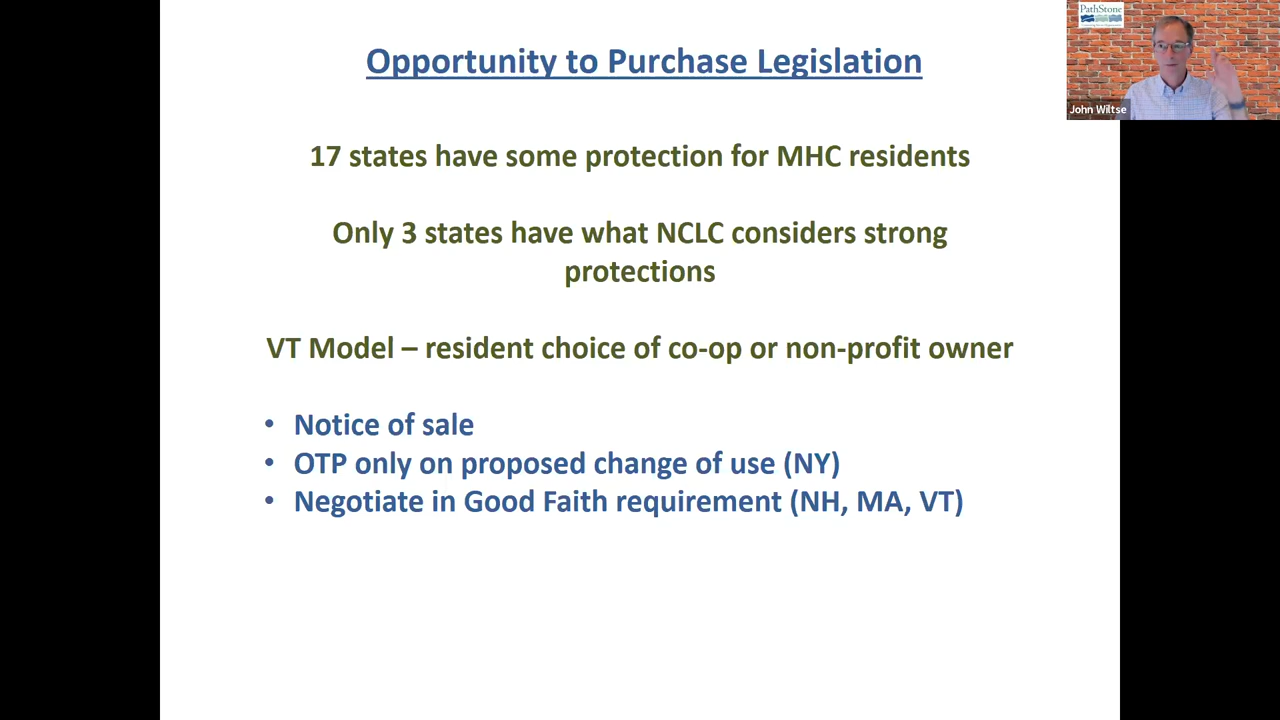 Opportunity to Purchase Legislation
PathStone
John Wiltse
17 states have some protection for MHC residents
Only 3 states have what NCLC considers strong
protections
VT Model – resident choice of co-op or non-profit owner
• Notice of sale
• OTP only on proposed change of use (NY)
• Negotiate in Good Faith requirement (NH, MA, VT)